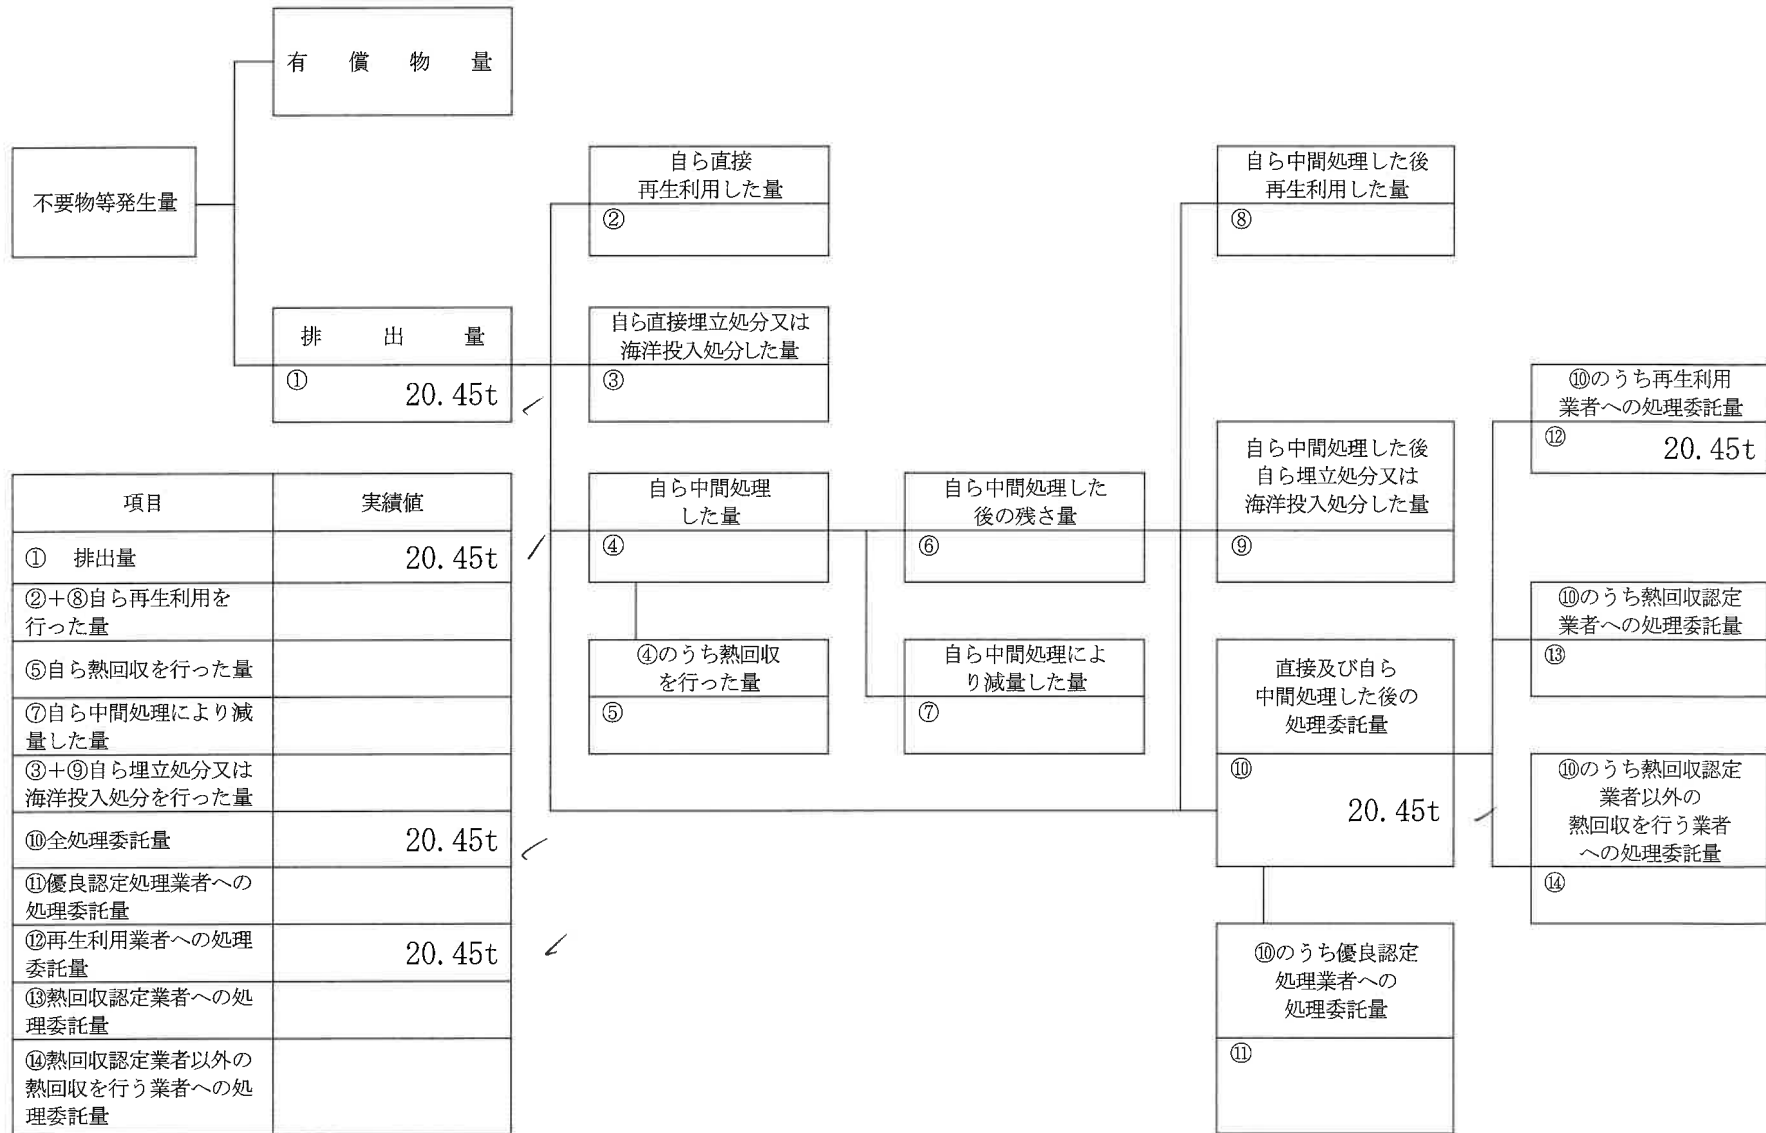 有償物量
不要物等発生量
排出量
① 20.45t
自ら直接
再生利用した量
②
自ら直接埋立処分又は
海洋投入処分した量
③
自ら中間処理
した量
④
④のうち熱回収
を行った量
⑤
自ら中間処理した
後の残さ量
⑥
自ら中間処理によ
り減量した量
⑦
自ら中間処理した後
再生利用した量
⑧
自ら中間処理した後
自ら埋立処分又は
海洋投入処分した量
⑨
直接及び自ら
中間処理した後の
処理委託量
⑩
20.45t
⑩のうち優良認定
処理業者への
処理委託量
⑪
⑩のうち再生利用
業者への処理委託量
⑫ 20.45t
⑩のうち熱回収認定
業者への処理委託量
⑬
⑩のうち熱回収認定
業者以外の
熱回収を行う業者
への処理委託量
⑭
項目 実績値
① 排出量 20.45t
②+⑧自ら再生利用を
行った量
⑤自ら熱回収を行った量
⑦自ら中間処理により減
量した量
③+⑨自ら埋立処分又は
海洋投入処分を行った量
⑩全処理委託量 20.45t
⑪優良認定処理業者への
処理委託量
⑫再生利用業者への処理
委託量 20.45t
⑬熱回収認定業者への処
理委託量
⑭熱回収認定業者以外の
熱回収を行う業者への処
理委託量